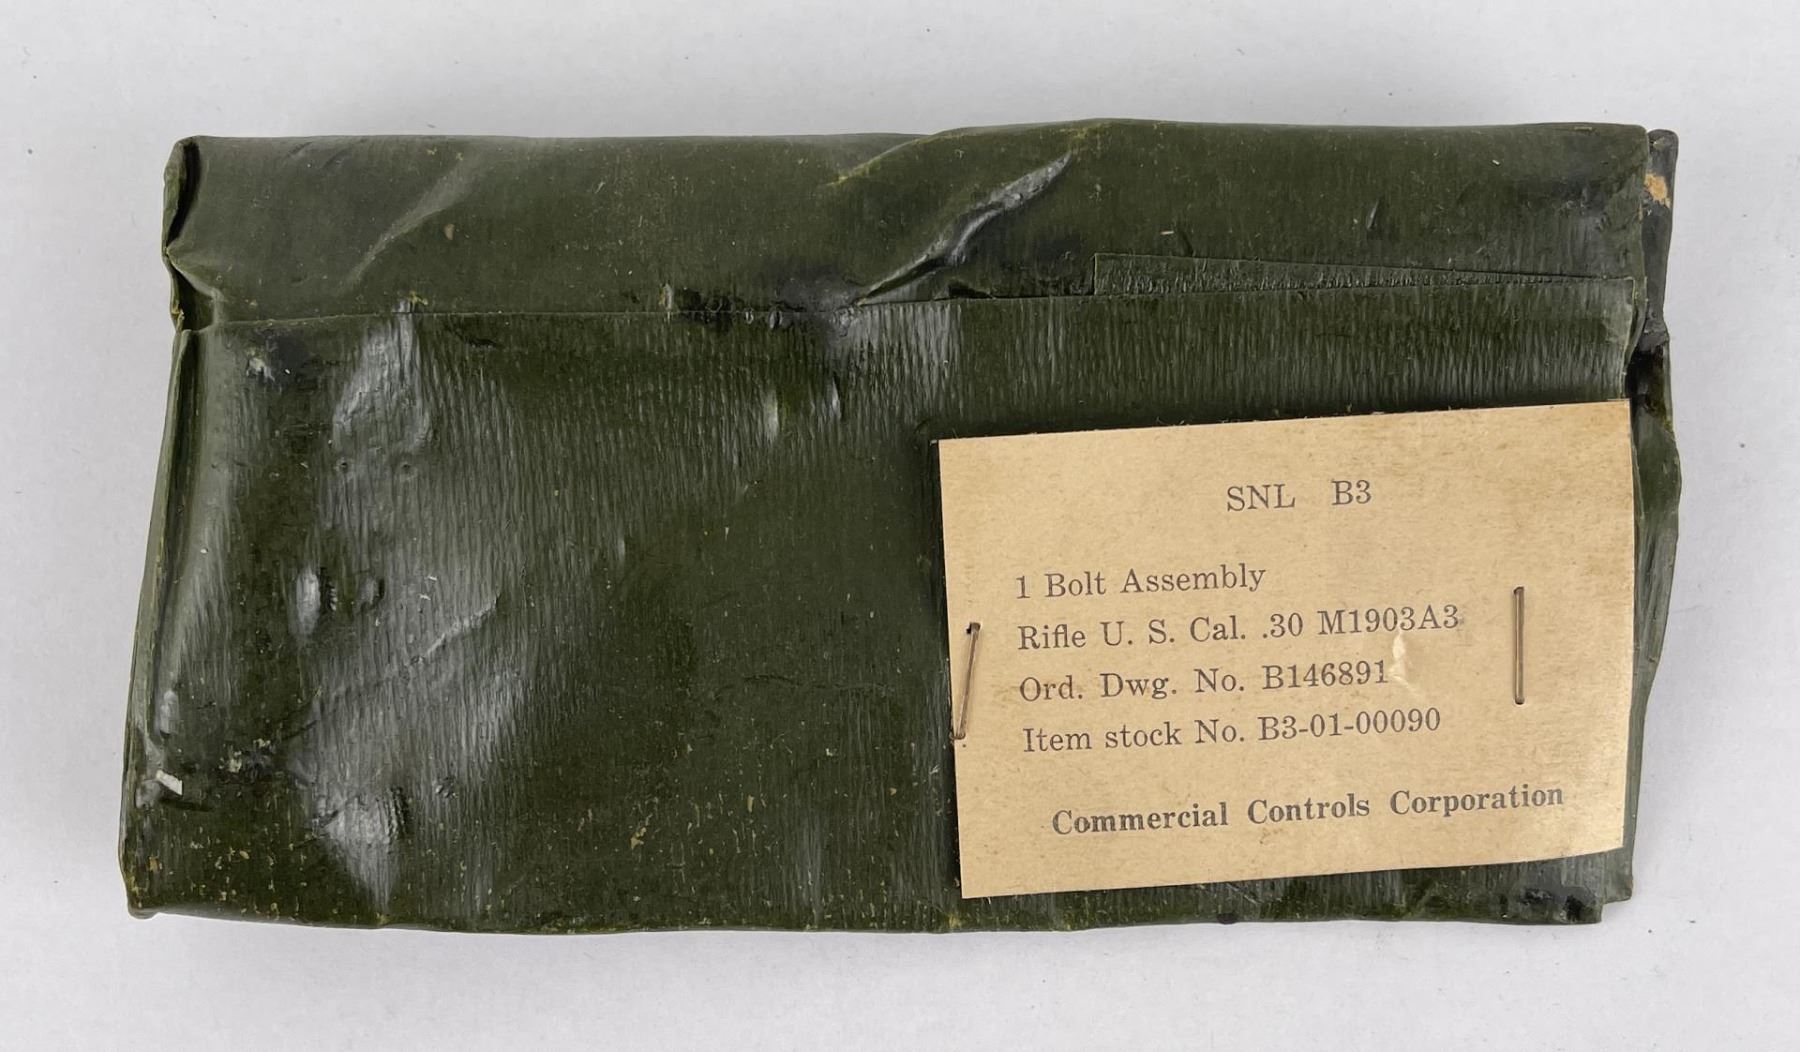 SNL B3
1 Bolt Assembly
Rifle U. S. Cal. .30 M1903A3
Ord. Dwg. No. B146891
Item stock No. B3-01-00090
Commercial Controls Corporation